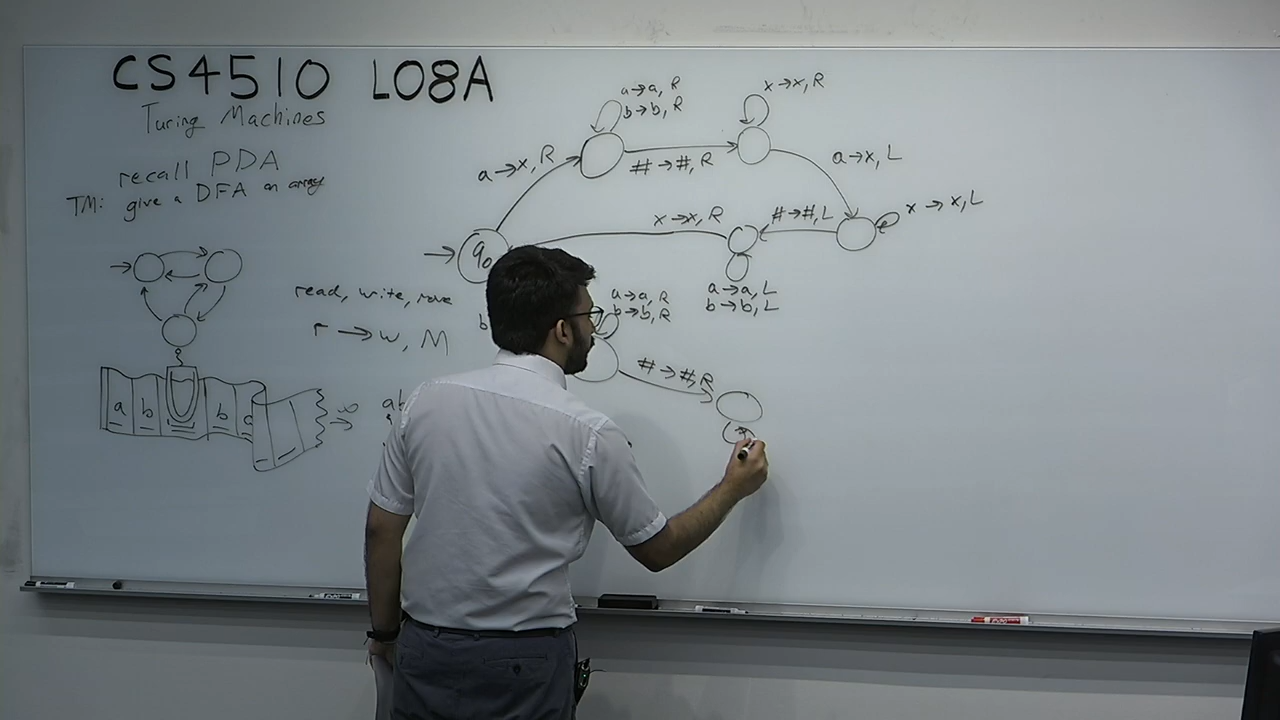 CS4510 L08A
Turing Machines
recall PDA
TM: give a DFA an array
read, write, move
r → w, M
a b b
∞
a→x, R
a→a, R
b→b, R
#→#, R
x→x, R
a→x, L
x→x, L
#→#, L
x→x, R
a→a, L
b→b, L
q₀
a→a, R
b→b, R
#→#, R